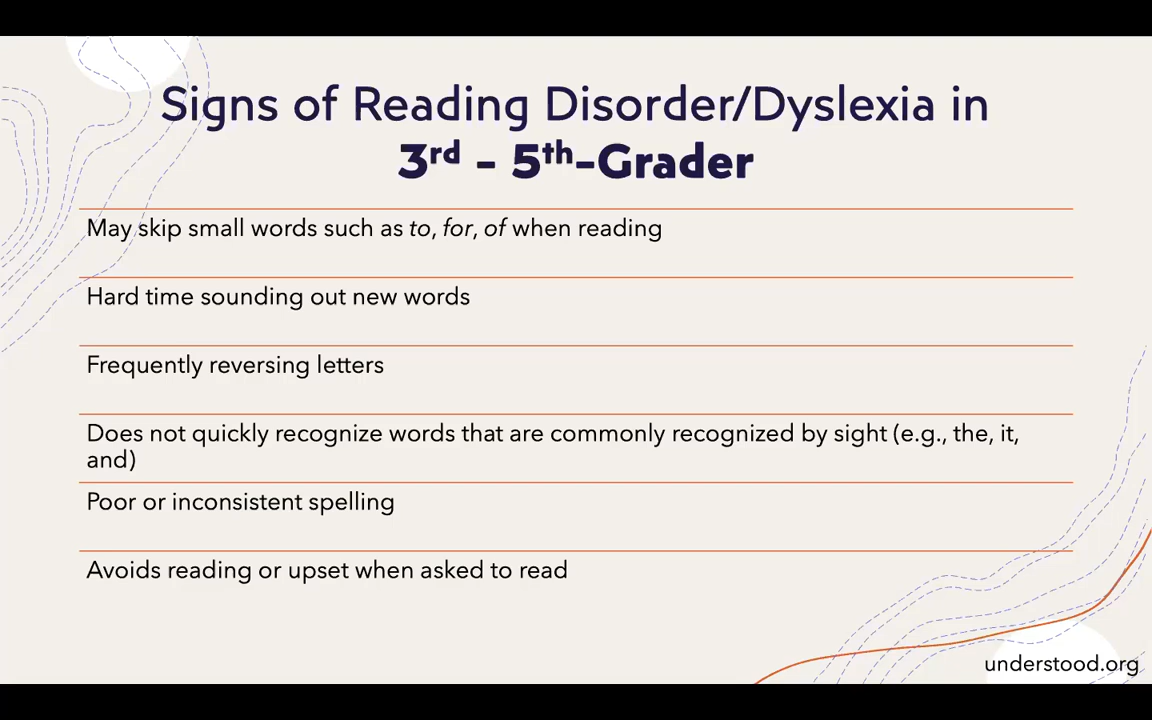 Signs of Reading Disorder/Dyslexia in
3rd - 5th-Grader
May skip small words such as to, for, of when reading
Hard time sounding out new words
Frequently reversing letters
Does not quickly recognize words that are commonly recognized by sight (e.g., the, it,
and)
Poor or inconsistent spelling
Avoids reading or upset when asked to read
understood.org